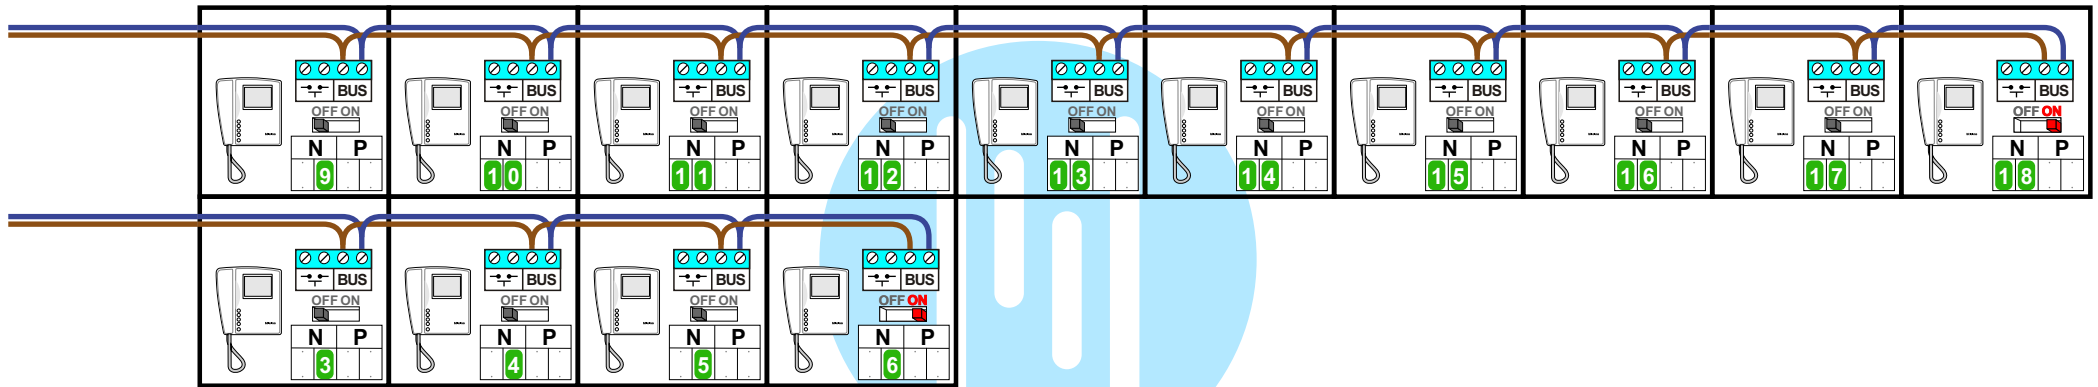 BUS BUS BUS BUS BUS BUS BUS BUS BUS BUS
OFF ON OFF ON OFF ON OFF ON OFF ON OFF ON OFF ON OFF ON OFF ON OFF ON
N P N P N P N P N P N P N P N P N P N P
9 10 11 12 13 14 15 16 17 18
BUS BUS BUS BUS
OFF ON OFF ON OFF ON OFF ON
N P N P N P N P
3 4 5 6